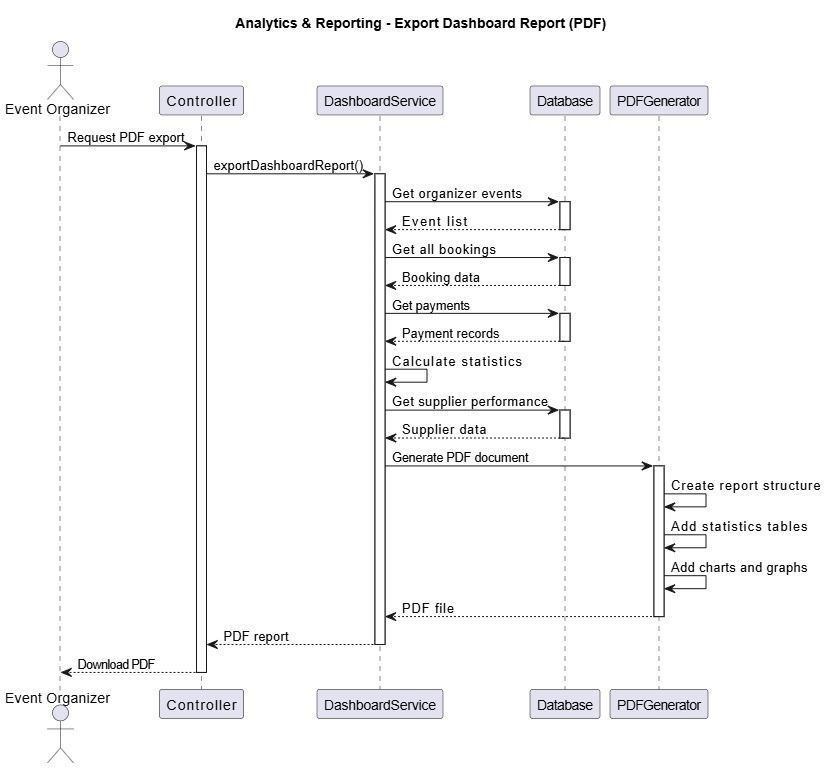 Analytics & Reporting - Export Dashboard Report (PDF)
Event Organizer
Controller
DashboardService
Database
PDFGenerator
Request PDF export
exportDashboardReport()
Get organizer events
Event list
Get all bookings
Booking data
Get payments
Payment records
Calculate statistics
Get supplier performance
Supplier data
Generate PDF document
Create report structure
Add statistics tables
Add charts and graphs
PDF file
PDF report
Download PDF
Event Organizer
Controller
DashboardService
Database
PDFGenerator